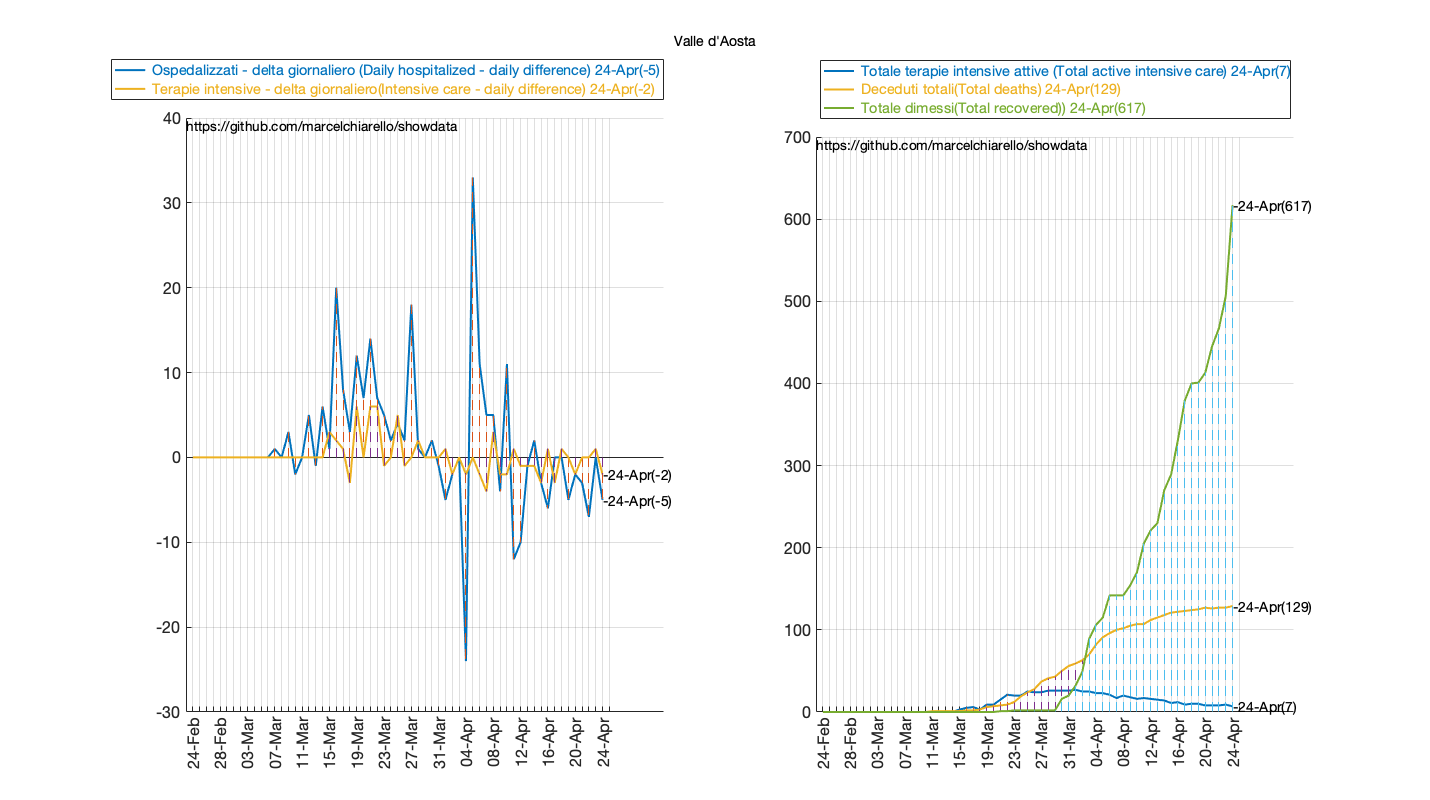 Valle d'Aosta
Ospedalizzati - delta giornaliero (Daily hospitalized - daily difference) 24-Apr(-5)
Terapie intensive - delta giornaliero(Intensive care - daily difference) 24-Apr(-2)
https://github.com/marcelchiarello/showdata
40
30
20
10
0
-10
-20
-30
-24-Apr(-2)
-24-Apr(-5)
24-Feb
28-Feb
03-Mar
07-Mar
11-Mar
15-Mar
19-Mar
23-Mar
27-Mar
31-Mar
04-Apr
08-Apr
12-Apr
16-Apr
20-Apr
24-Apr
Totale terapie intensive attive (Total active intensive care) 24-Apr(7)
Deceduti totali(Total deaths) 24-Apr(129)
Totale dimessi(Total recovered)) 24-Apr(617)
https://github.com/marcelchiarello/showdata
700
600
500
400
300
200
100
0
-24-Apr(617)
-24-Apr(129)
-24-Apr(7)
24-Feb
28-Feb
03-Mar
07-Mar
11-Mar
15-Mar
19-Mar
23-Mar
27-Mar
31-Mar
04-Apr
08-Apr
12-Apr
16-Apr
20-Apr
24-Apr